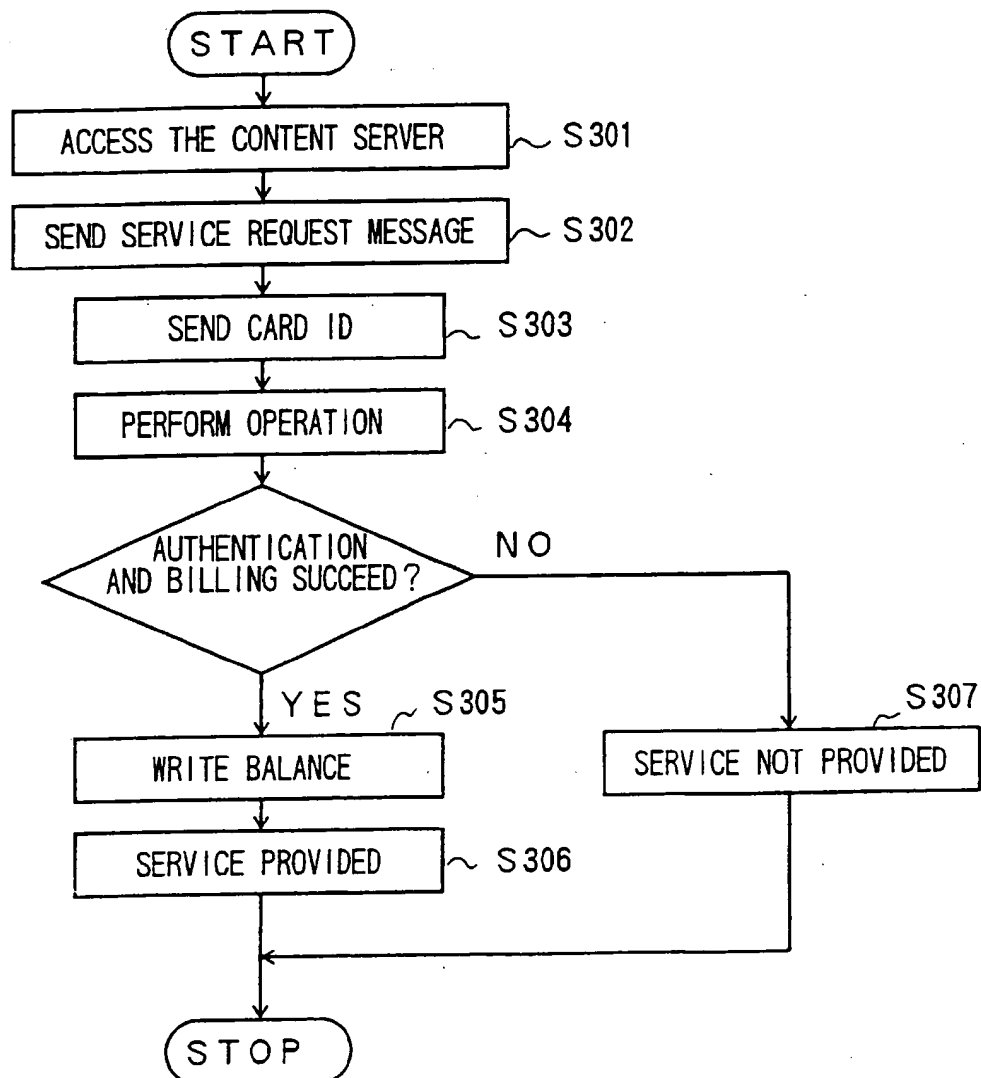 START
ACCESS THE CONTENT SERVER
S301
SEND SERVICE REQUEST MESSAGE
S302
SEND CARD ID
S303
PERFORM OPERATION
S304
AUTHENTICATION
AND BILLING SUCCEED?
NO
YES
S305
S307
WRITE BALANCE
SERVICE NOT PROVIDED
SERVICE PROVIDED
S306
STOP